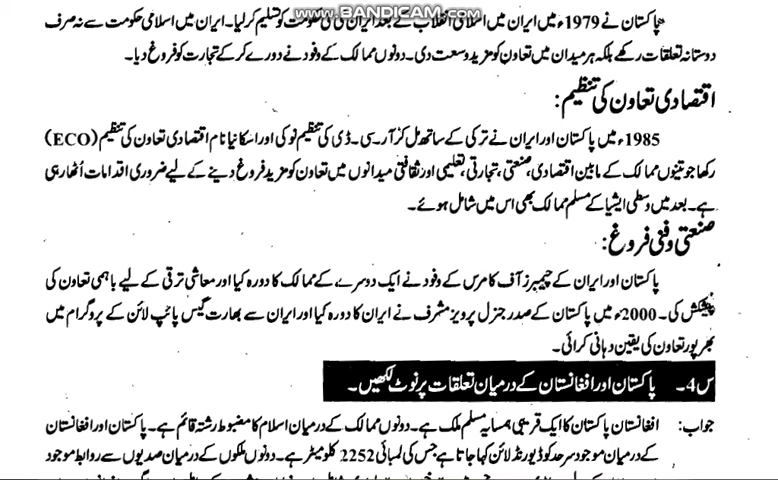 www.BANDICAM.com
پاکستان نے 1979ء میں ایران میں اسلامی انقلاب کے بعد ایران کی نئی حکومت کو تسلیم کر لیا۔ ایران میں اسلامی حکومت سے نہ صرف
دوستانہ تعلقات رکھے بلکہ ہر میدان میں تعاون کو مزید وسعت دی۔ دونوں ممالک کے وفود نے دورے کر کے تجارت کو فروغ دیا۔
اقتصادی تعاون کی تنظیم:
1985ء میں پاکستان اور ایران نے ترکی کے ساتھ مل کر آر۔سی۔ڈی کی تنظیم نو کی اور اسکا نیا نام اقتصادی تعاون کی تنظیم (ECO)
رکھا جو تینوں ممالک کے مابین اقتصادی، صنعتی، تجارتی، تعلیمی اور ثقافتی میدانوں میں تعاون کو مزید فروغ دینے کے لیے ضروری اقدامات اُٹھا رہی
ہے۔ بعد میں وسطی ایشیا کے مسلم ممالک بھی اس میں شامل ہوئے۔
صنعتی و فنی فروغ:
پاکستان اور ایران کے چیمبرز آف کامرس کے وفود نے ایک دوسرے کے ممالک کا دورہ کیا اور معاشی ترقی کے لیے باہمی تعاون کی
پیشکش کی۔ 2000ء میں پاکستان کے صدر جنرل پرویز مشرف نے ایران کا دورہ کیا اور ایران سے بھارت گیس پائپ لائن کے پروگرام میں
بھرپور تعاون کی یقین دہانی کرائی۔
س4۔ پاکستان اور افغانستان کے درمیان تعلقات پر نوٹ لکھیں۔
جواب: افغانستان پاکستان کا ایک قریبی ہمسایہ مسلم ملک ہے۔ دونوں ممالک کے درمیان اسلام کا مضبوط رشتہ قائم ہے۔ پاکستان اور افغانستان
کے درمیان موجود سرحد کو ڈیورنڈ لائن کہا جاتا ہے جس کی لمبائی 2252 کلومیٹر ہے۔ دونوں ملکوں کے درمیان صدیوں سے روابط موجود